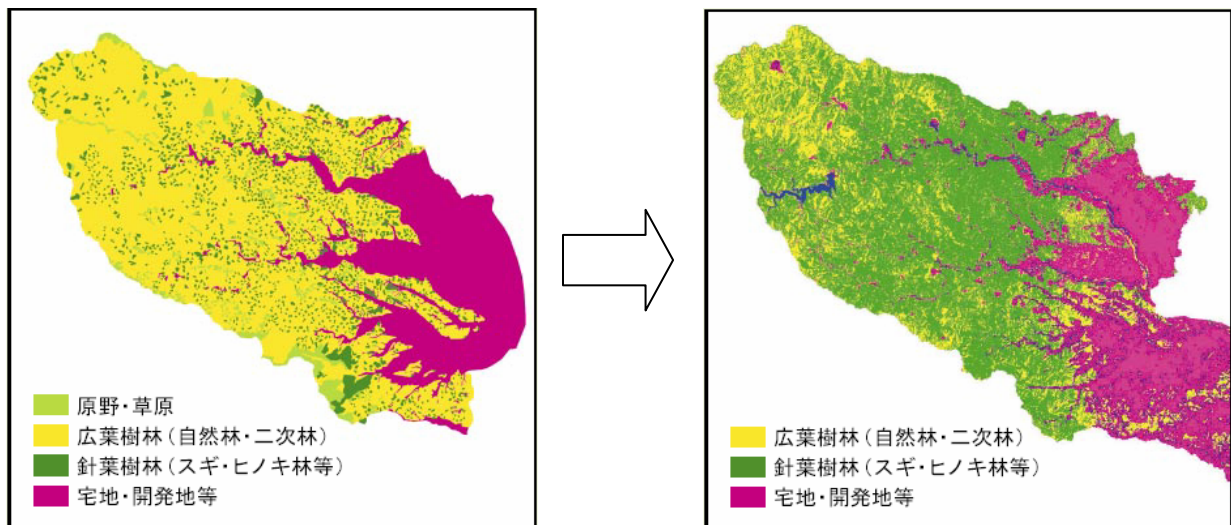 原野・草原
広葉樹林（自然林・二次林）
針葉樹林（スギ・ヒノキ林等）
宅地・開発地等
広葉樹林（自然林・二次林）
針葉樹林（スギ・ヒノキ林等）
宅地・開発地等